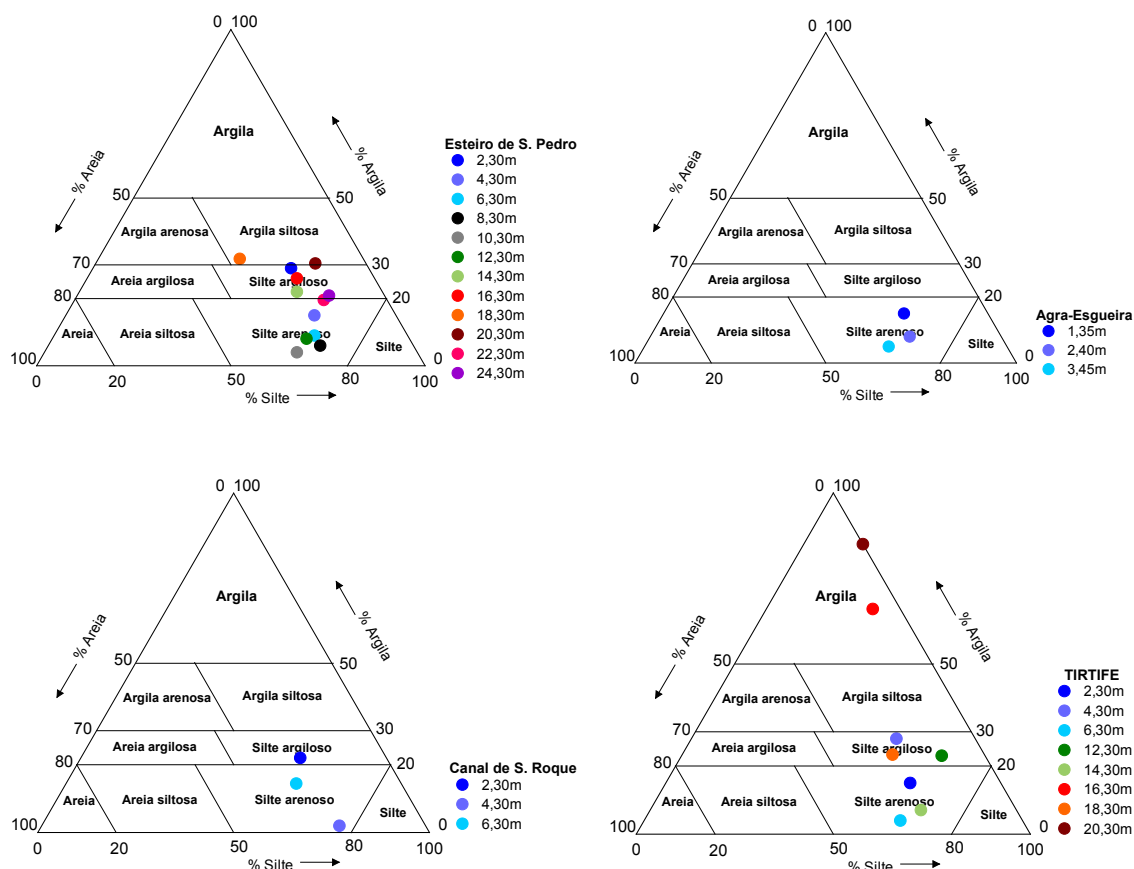 0 100
Argila
% Areia
% Argila
50
50
Argila arenosa
Argila siltosa
70
30
Areia argilosa
Silte argiloso
80
20
Areia
Areia siltosa
Silte arenoso
Silte
100
0
0
20
50
80
100
% Silte
Esteiro de S. Pedro
2,30m
4,30m
6,30m
8,30m
10,30m
12,30m
14,30m
16,30m
18,30m
20,30m
22,30m
24,30m
0 100
Argila
% Areia
% Argila
50
50
Argila arenosa
Argila siltosa
70
30
Areia argilosa
Silte argiloso
80
20
Areia
Areia siltosa
Silte arenoso
Silte
100
0
0
20
50
80
100
% Silte
Agra-Esgueira
1,35m
2,40m
3,45m
0 100
Argila
% Areia
% Argila
50
50
Argila arenosa
Argila siltosa
70
30
Areia argilosa
Silte argiloso
80
20
Areia
Areia siltosa
Silte arenoso
Silte
100
0
0
20
50
80
100
% Silte
Canal de S. Roque
2,30m
4,30m
6,30m
0 100
Argila
% Areia
% Argila
50
50
Argila arenosa
Argila siltosa
70
30
Areia argilosa
Silte argiloso
80
20
Areia
Areia siltosa
Silte arenoso
Silte
100
0
0
20
50
80
100
% Silte
TIRTIFE
2,30m
4,30m
6,30m
12,30m
14,30m
16,30m
18,30m
20,30m